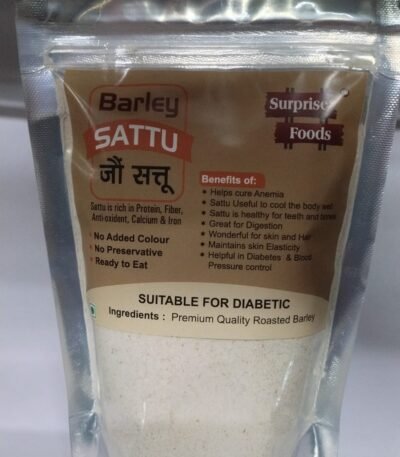 Barley
SATTU
जौं सत्तू
Sattu is rich in Protein, Fiber,
Anti-oxident, Calcium & Iron
No Added Colour
No Preservative
Ready to Eat
Surprise
Foods
Benefits of:
Helps cure Anemia
Sattu Useful to cool the body wet
Sattu is healthy for teeth and bones
Great for Digestion
Wonderful for skin and Hair
Maintains skin Elasticity
Helpful in Diabetes & Blood
Pressure control
SUITABLE FOR DIABETIC
Ingredients : Premium Quality Roasted Barley